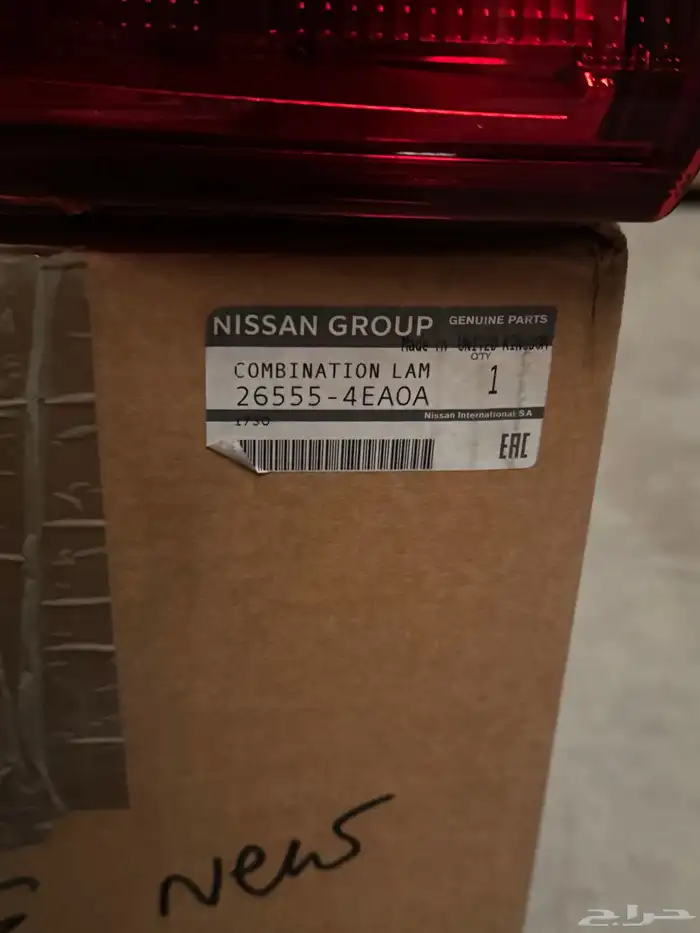 NISSAN GROUP GENUINE PARTS
Made in UNITED KINGDOM
QTY
COMBINATION LAM 1
26555-4EA0A
Nissan International SA
1730
EAC
New
حراج